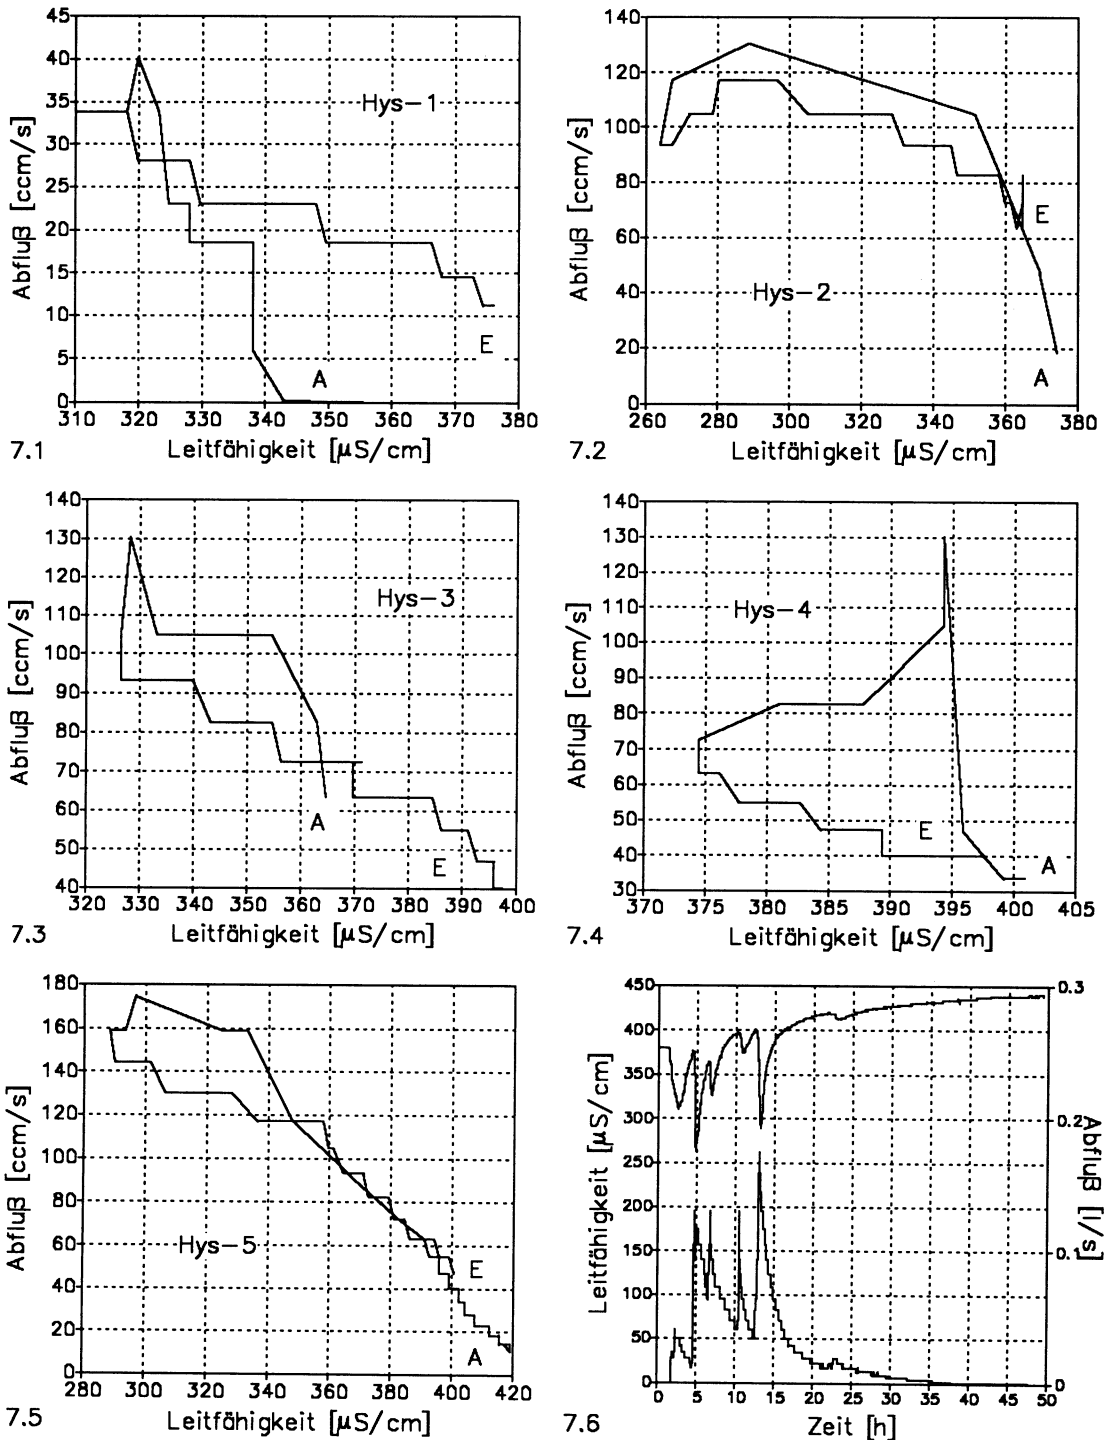 45
40
35
30
25
20
15
10
5
0
Abfluß [ccm/s]
Hys-1
E
A
310 320 330 340 350 360 370 380
7.1
Leitfähigkeit [µS/cm]
140
120
100
80
60
40
20
0
Abfluß [ccm/s]
Hys-2
E
A
260 280 300 320 340 360 380
7.2
Leitfähigkeit [µS/cm]
140
130
120
110
100
90
80
70
60
50
40
Abfluß [ccm/s]
Hys-3
A
E
320 330 340 350 360 370 380 390 400
7.3
Leitfähigkeit [µS/cm]
140
130
120
110
100
90
80
70
60
50
40
30
Abfluß [ccm/s]
Hys-4
E
A
370 375 380 385 390 395 400 405
7.4
Leitfähigkeit [µS/cm]
180
160
140
120
100
80
60
40
20
0
Abfluß [ccm/s]
Hys-5
E
A
280 300 320 340 360 380 400 420
7.5
Leitfähigkeit [µS/cm]
450
400
350
300
250
200
150
100
50
0
Leitfähigkeit [µS/cm]
0.3
0.2
0.1
0
Abfluß [l/s]
0 5 10 15 20 25 30 35 40 45 50
7.6
Zeit [h]